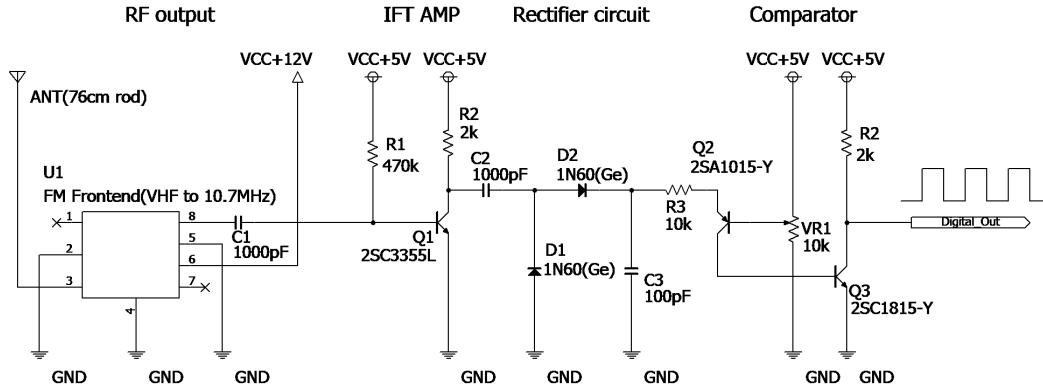 RF output
IFT AMP
Rectifier circuit
Comparator
VCC+12V
VCC+5V
VCC+5V
VCC+5V
VCC+5V
ANT(76cm rod)
R1
470k
R2
2k
C2
1000pF
D2
1N60(Ge)
Q2
2SA1015-Y
R2
2k
U1
FM Frontend(VHF to 10.7MHz)
1
2
3
4
8
5
6
7
C1
1000pF
Q1
2SC3355L
D1
1N60(Ge)
R3
10k
C3
100pF
VR1
10k
Digital_Out
Q3
2SC1815-Y
GND
GND
GND
GND
GND
GND
GND
GND